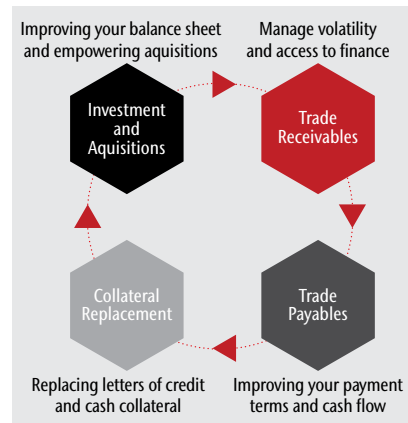 Improving your balance sheet
and empowering aquisitions
Manage volatility
and access to finance
Investment
and
Aquisitions
Trade
Receivables
Collateral
Replacement
Trade
Payables
Replacing letters of credit
and cash collateral
Improving your payment
terms and cash flow